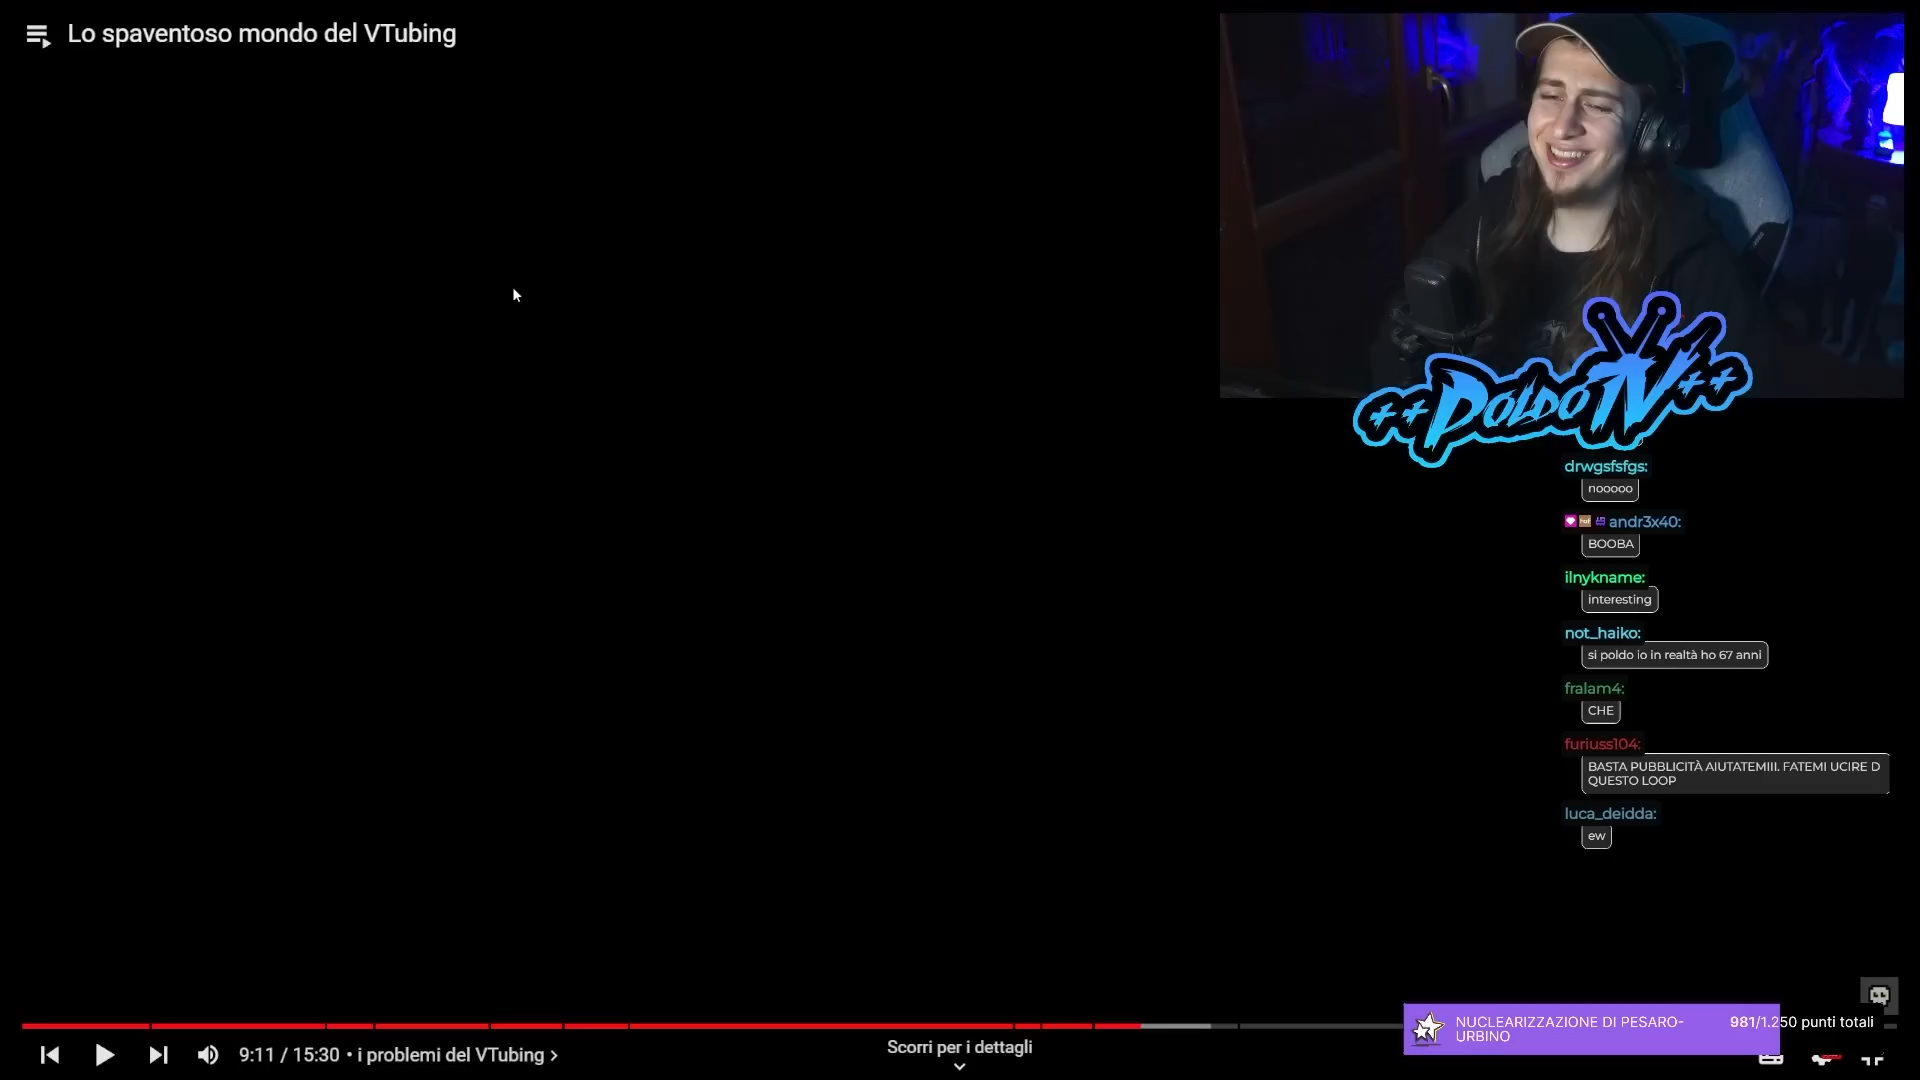 Lo spaventoso mondo del VTubing
++POLDO TV++
drwgsfsfgs:
nooooo
andr3x40:
BOOBA
ilnykname:
interesting
not_haiko:
si poldo io in realtà ho 67 anni
fralam4:
CHE
furiuss104:
BASTA PUBBLICITÀ AIUTATEMIII. FATEMI UCIRE D
QUESTO LOOP
luca_deidda:
ew
NUCLEARIZZAZIONE DI PESARO-
URBINO
981/1.250 punti totali
9:11 / 15:30 • i problemi del VTubing >
Scorri per i dettagli